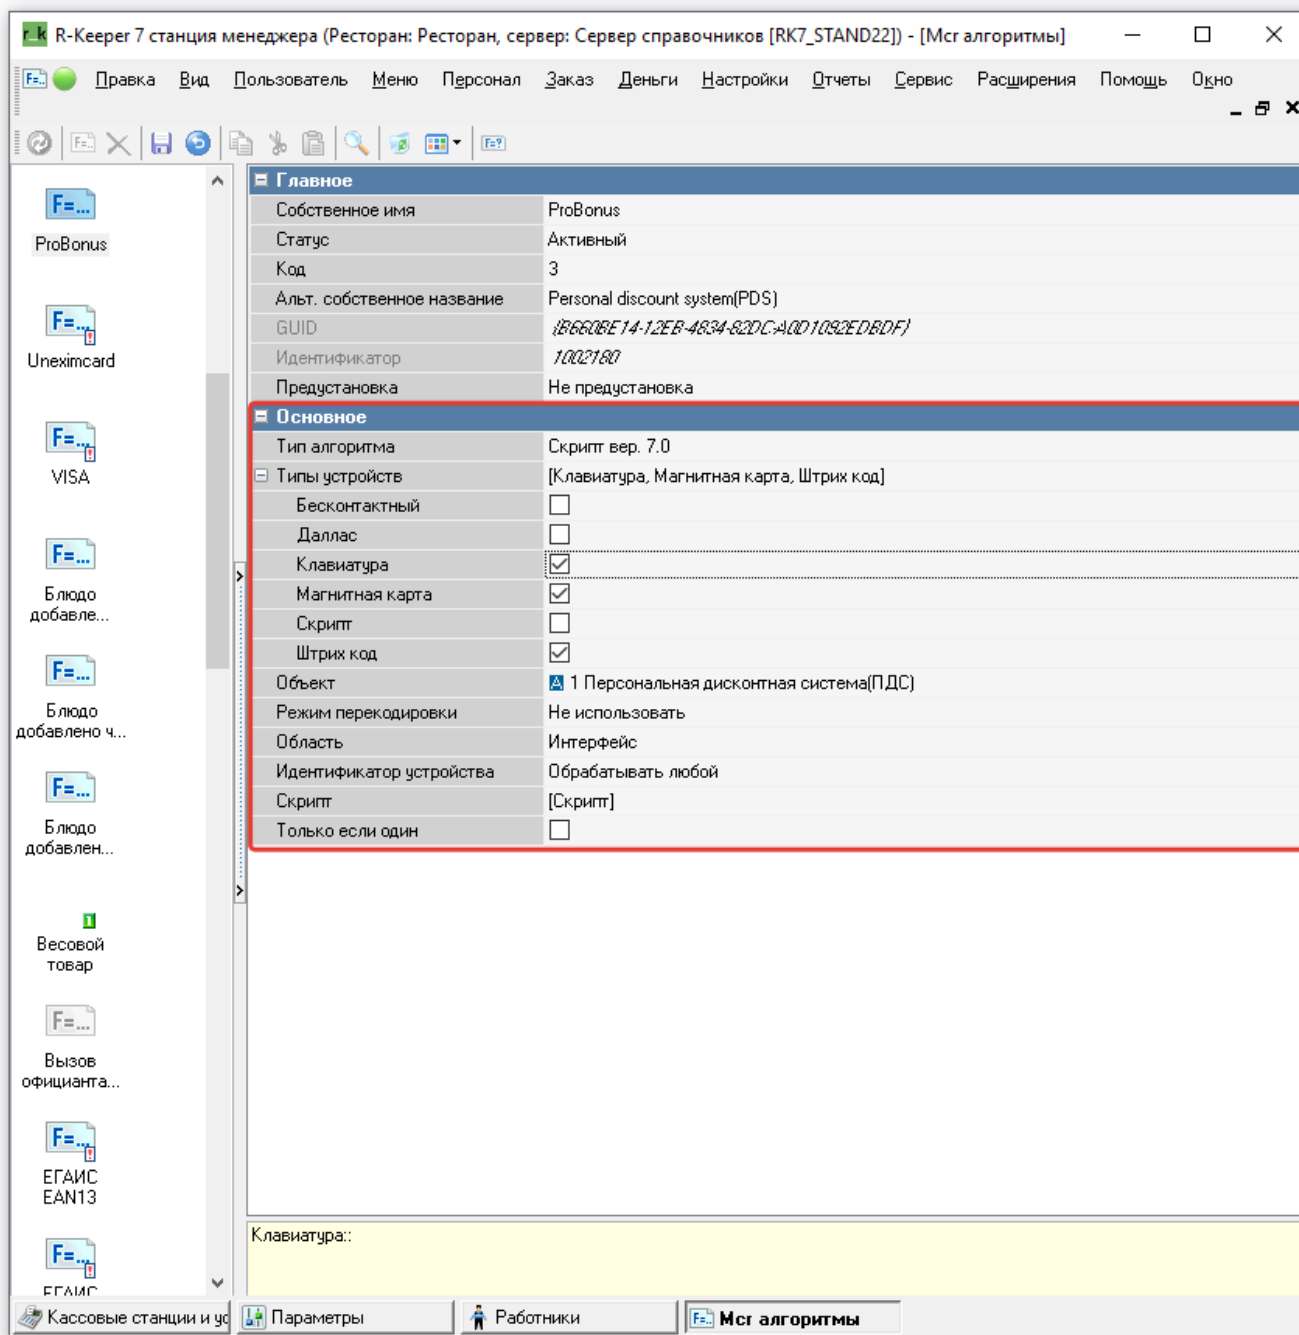 r_k R-Keeper 7 станция менеджера (Ресторан: Ресторан, сервер: Сервер справочников [RK7_STAND22]) - [Mcr алгоритмы]
Правка Вид Пользователь Меню Персонал Заказ Деньги Настройки Отчеты Сервис Расширения Помощь Окно
ProBonus
Uneximcard
VISA
Блюдо
добавле...
Блюдо
добавлено ч...
Блюдо
добавлен...
Весовой
товар
Вызов
официанта...
ЕГАИС
EAN13
ЕГАИС
Главное
Собственное имя ProBonus
Статус Активный
Код 3
Альт. собственное название Personal discount system(PDS)
GUID {B660BE14-12EB-4834-82DC-A0D1092EDBDF}
Идентификатор 1002180
Предустановка Не предустановка
Основное
Тип алгоритма Скрипт вер. 7.0
Типы устройств [Клавиатура, Магнитная карта, Штрих код]
Бесконтактный
Даллас
Клавиатура
Магнитная карта
Скрипт
Штрих код
Объект 1 Персональная дисконтная система(ПДС)
Режим перекодировки Не использовать
Область Интерфейс
Идентификатор устройства Обрабатывать любой
Скрипт [Скрипт]
Только если один
Клавиатура::
Кассовые станции и ус Параметры Работники Mcr алгоритмы